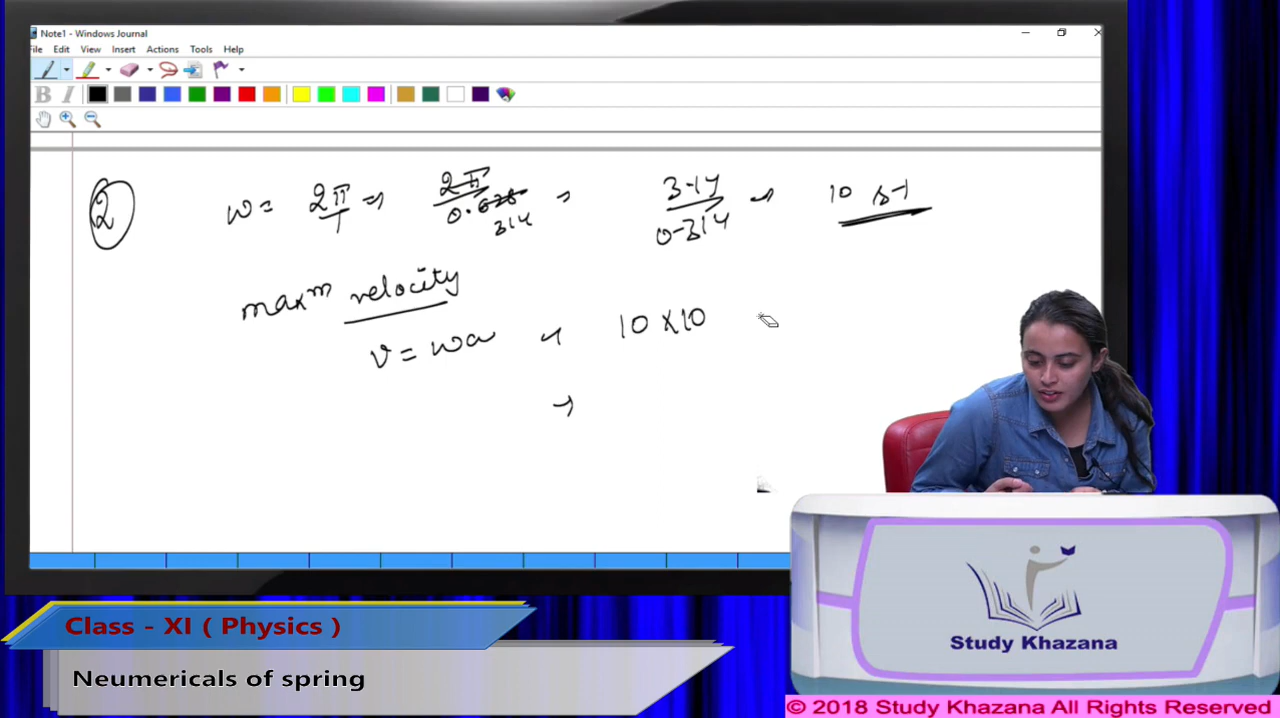 Note1 - Windows Journal
File Edit View Insert Actions Tools Help
B I
2 w = 2π/T ⇒ 2π/0.628 314 ⇒ 3.14/0.314 ⇒ 10 s-1
maxm velocity
v = wa ⇒ 10 x 10
Study Khazana
Class - XI ( Physics )
Neumericals of spring
© 2018 Study Khazana All Rights Reserved